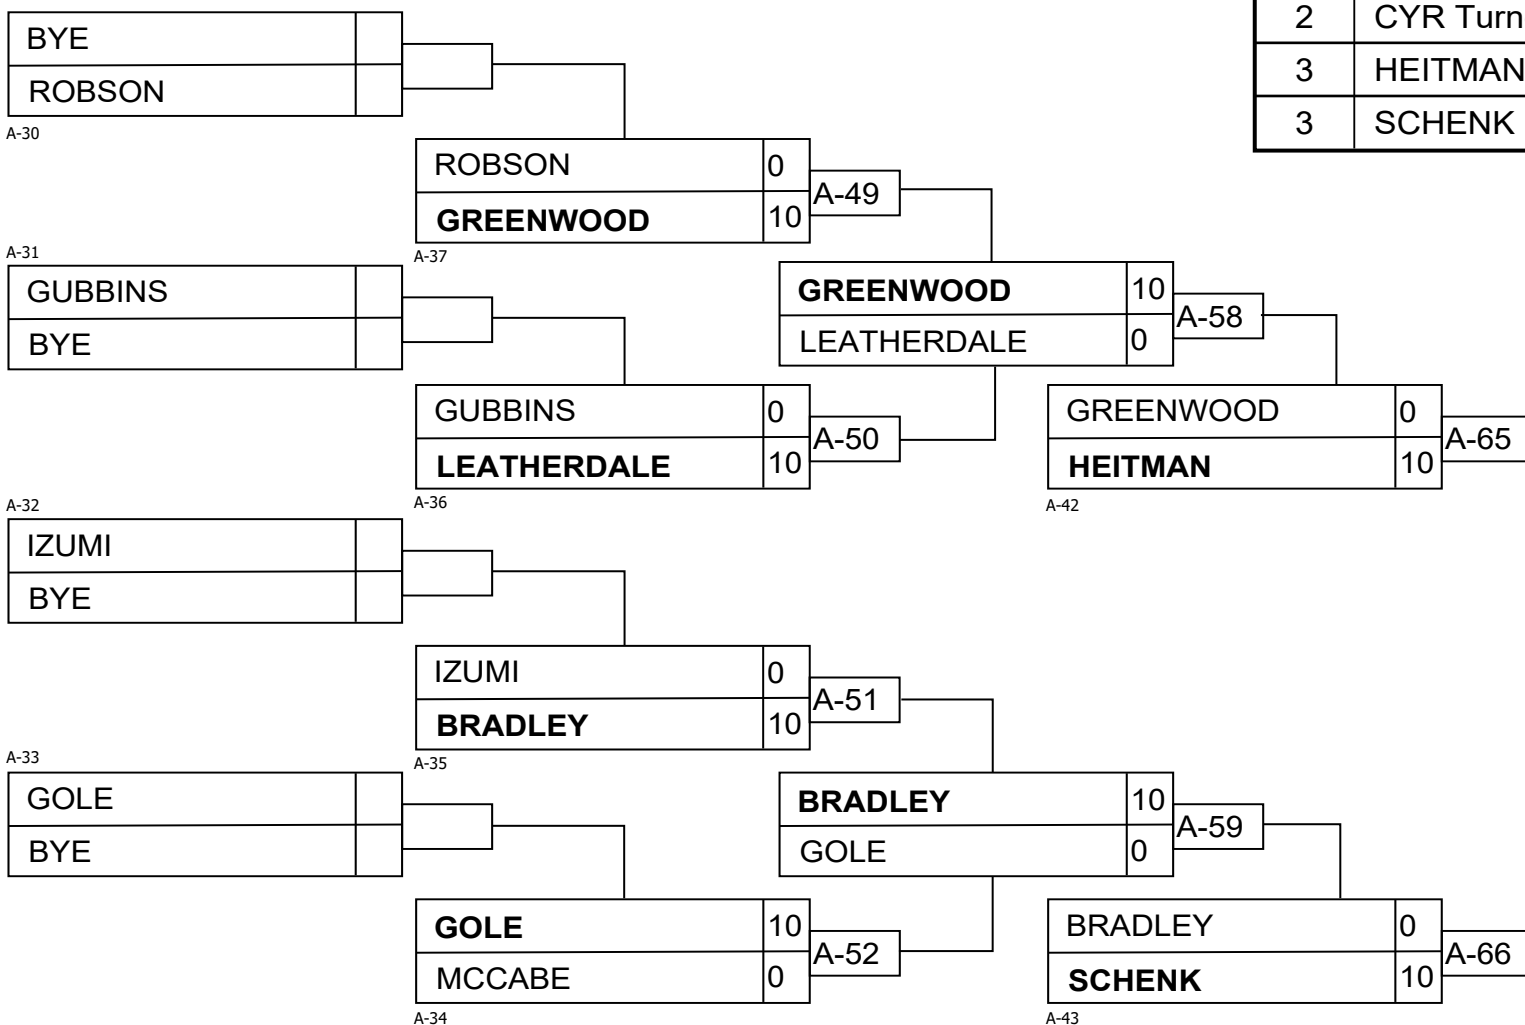 2 CYR Turn
3 HEITMAN
3 SCHENK
BYE
ROBSON
A-30
ROBSON 0
GREENWOOD 10
A-49
A-37
A-31
GUBBINS
BYE
GREENWOOD 10
LEATHERDALE 0
A-58
GUBBINS 0
LEATHERDALE 10
A-50
A-36
GREENWOOD 0
HEITMAN 10
A-65
A-42
A-32
IZUMI
BYE
IZUMI 0
BRADLEY 10
A-51
A-35
A-33
GOLE
BYE
BRADLEY 10
GOLE 0
A-59
GOLE 10
MCCABE 0
A-52
A-34
BRADLEY 0
SCHENK 10
A-66
A-43